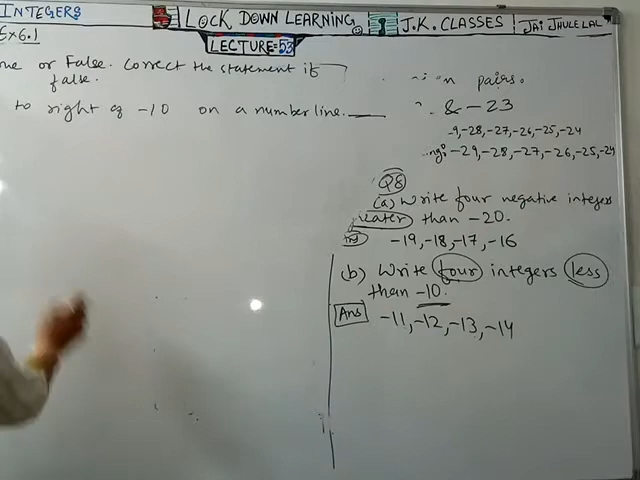 INTEGERS
LOCK DOWN LEARNING
J.K. CLASSES
JAI JHULELAL
Ex 6.1
LECTURE=53
or False. Correct the statement if
false.
to right of -10 on a number line.
pairs.
& -23
-28, -27, -26, -25, -24
-29, -28, -27, -26, -25, -24
Q8
(a) Write four negative integers
eater than -20.
-19, -18, -17, -16
(b) Write four integers less
than -10.
Ans -11, -12, -13, -14